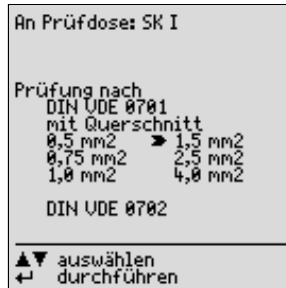 An Prüfdose: SK I
Prüfung nach
DIN VDE 0701
mit Querschnitt
0,5 mm2 ➤ 1,5 mm2
0,75 mm2 2,5 mm2
1,0 mm2 4,0 mm2
DIN VDE 0702
▲▼ auswählen
↵ durchführen